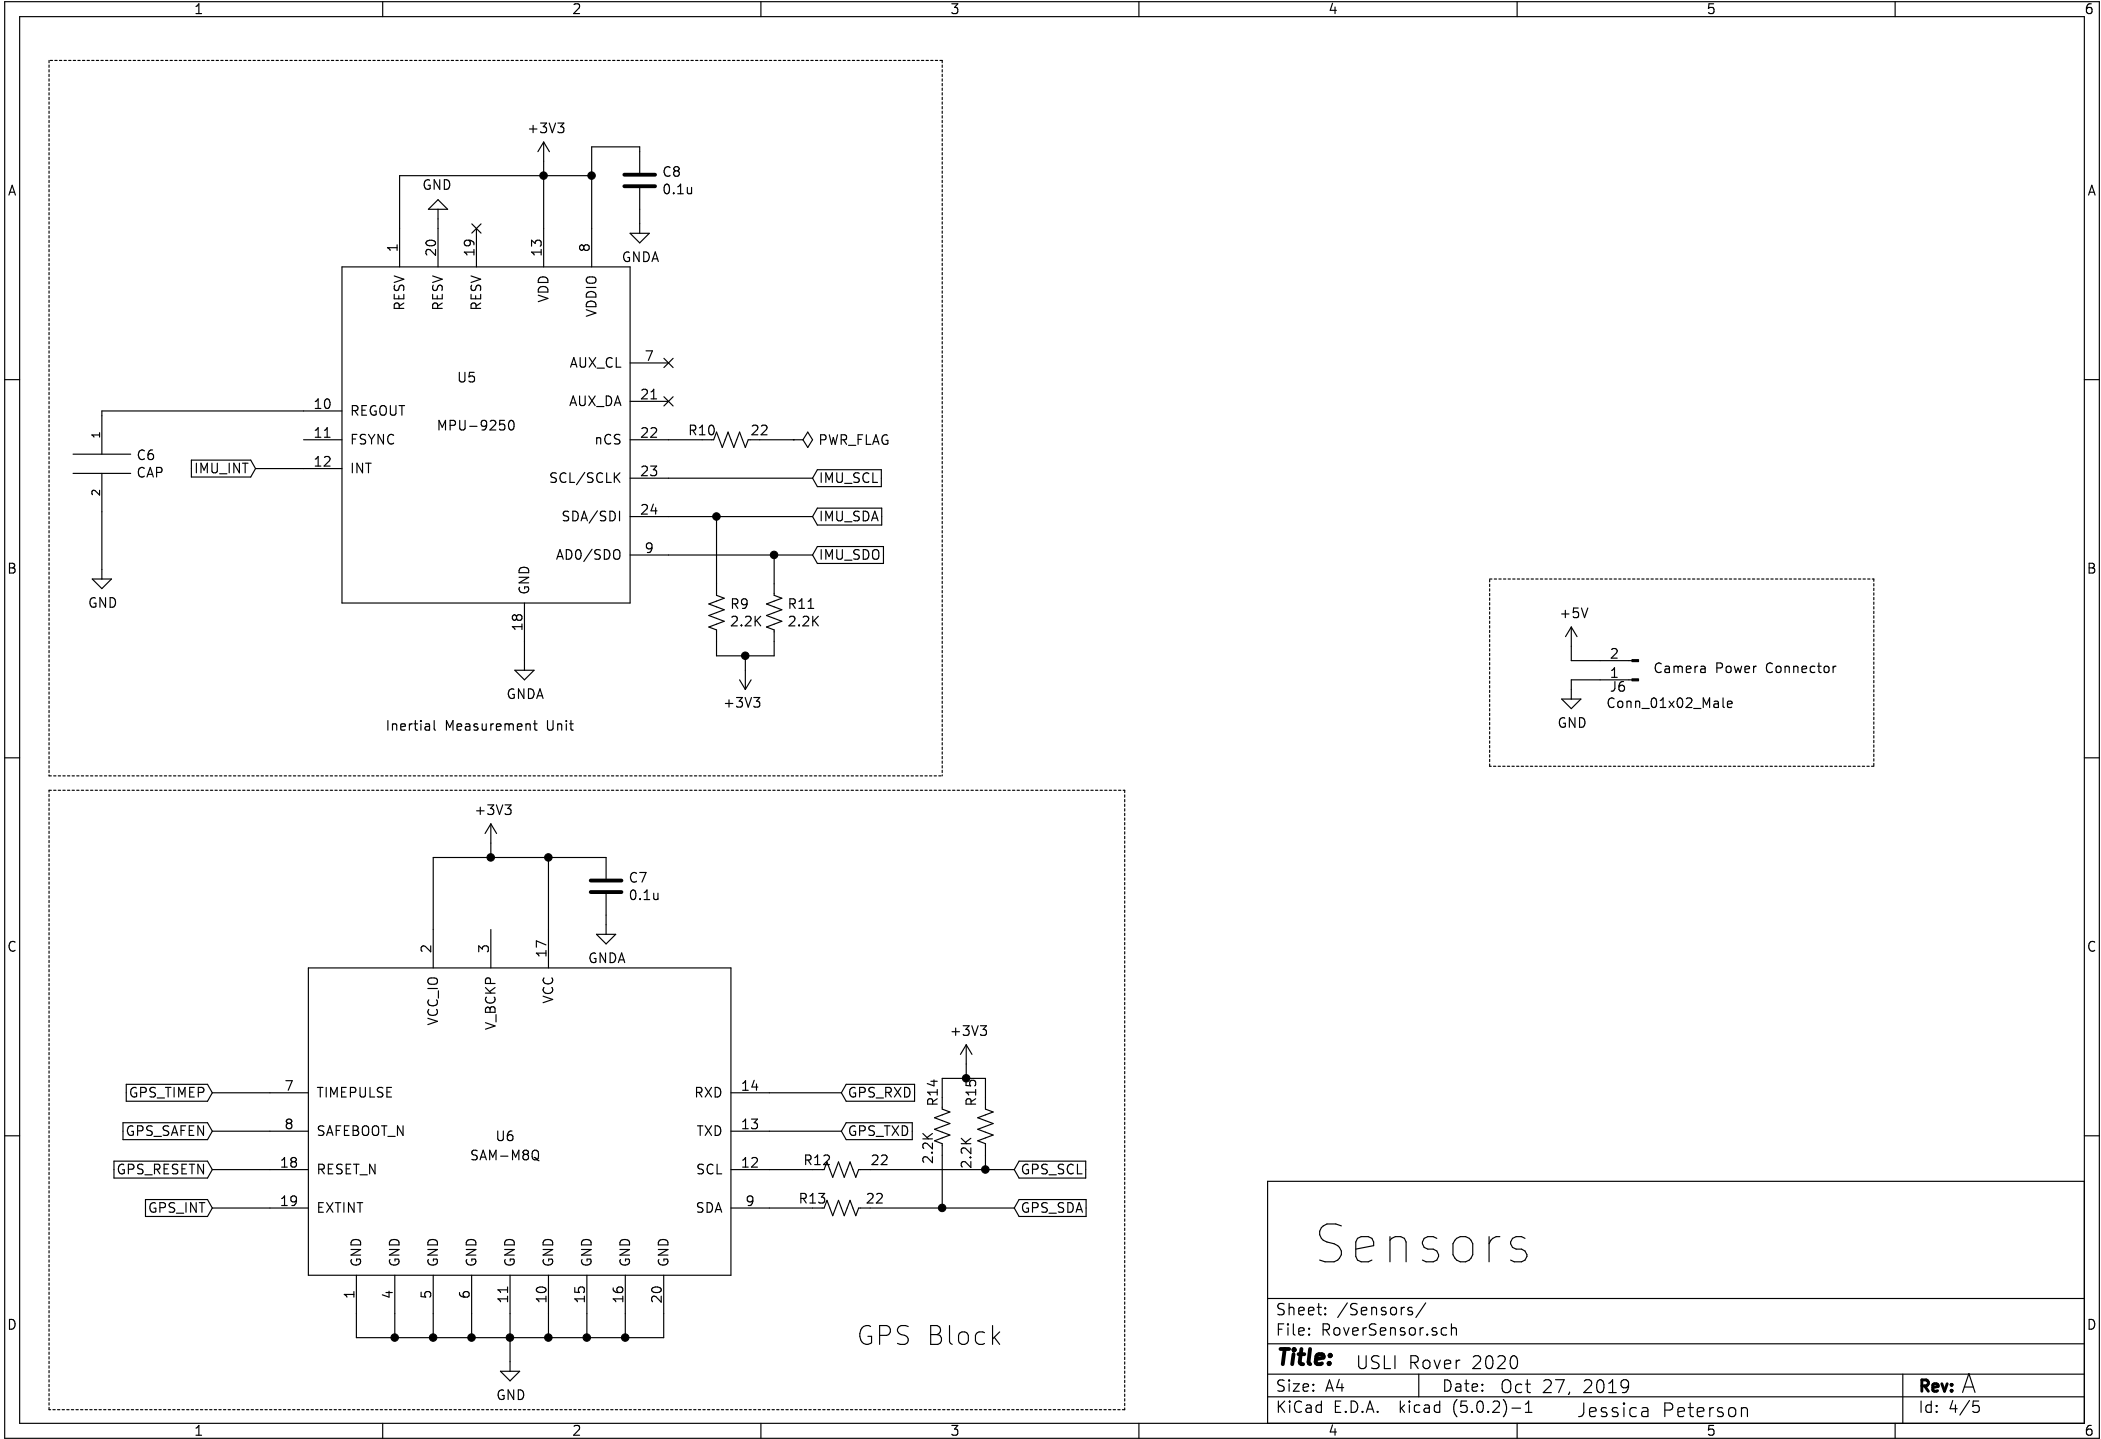 1 2 3 4 5 6
A A
B B
C C
D D
+3V3
C8
0.1u
GND
GNDA
1 20 19 13 8
RESV RESV RESV VDD VDDIO
U5
MPU-9250
AUX_CL 7
AUX_DA 21
10 REGOUT
11 FSYNC
nCS 22 R10 22 PWR_FLAG
IMU_INT 12 INT
SCL/SCLK 23 IMU_SCL
SDA/SDI 24 IMU_SDA
AD0/SDO 9 IMU_SDO
1
C6
CAP
2
GND
GND
18
GNDA
R9
2.2K
R11
2.2K
+3V3
Inertial Measurement Unit
+5V
2
Camera Power Connector
1
J6
Conn_01x02_Male
GND
+3V3
C7
0.1u
GNDA
2 3 17
VCC_IO V_BCKP VCC
U6
SAM-M8Q
GPS_TIMEP 7 TIMEPULSE
GPS_SAFEN 8 SAFEBOOT_N
GPS_RESETN 18 RESET_N
GPS_INT 19 EXTINT
RXD 14 GPS_RXD
TXD 13 GPS_TXD
SCL 12 R12 22 GPS_SCL
SDA 9 R13 22 GPS_SDA
+3V3
R14 R15
2.2K 2.2K
GND GND GND GND GND GND GND GND GND
1 4 5 6 11 10 15 16 20
GND
GPS Block
Sensors
Sheet: /Sensors/
File: RoverSensor.sch
Title: USLI Rover 2020
Size: A4 Date: Oct 27, 2019 Rev: A
KiCad E.D.A. kicad (5.0.2)-1 Jessica Peterson Id: 4/5
1 2 3 4 5 6